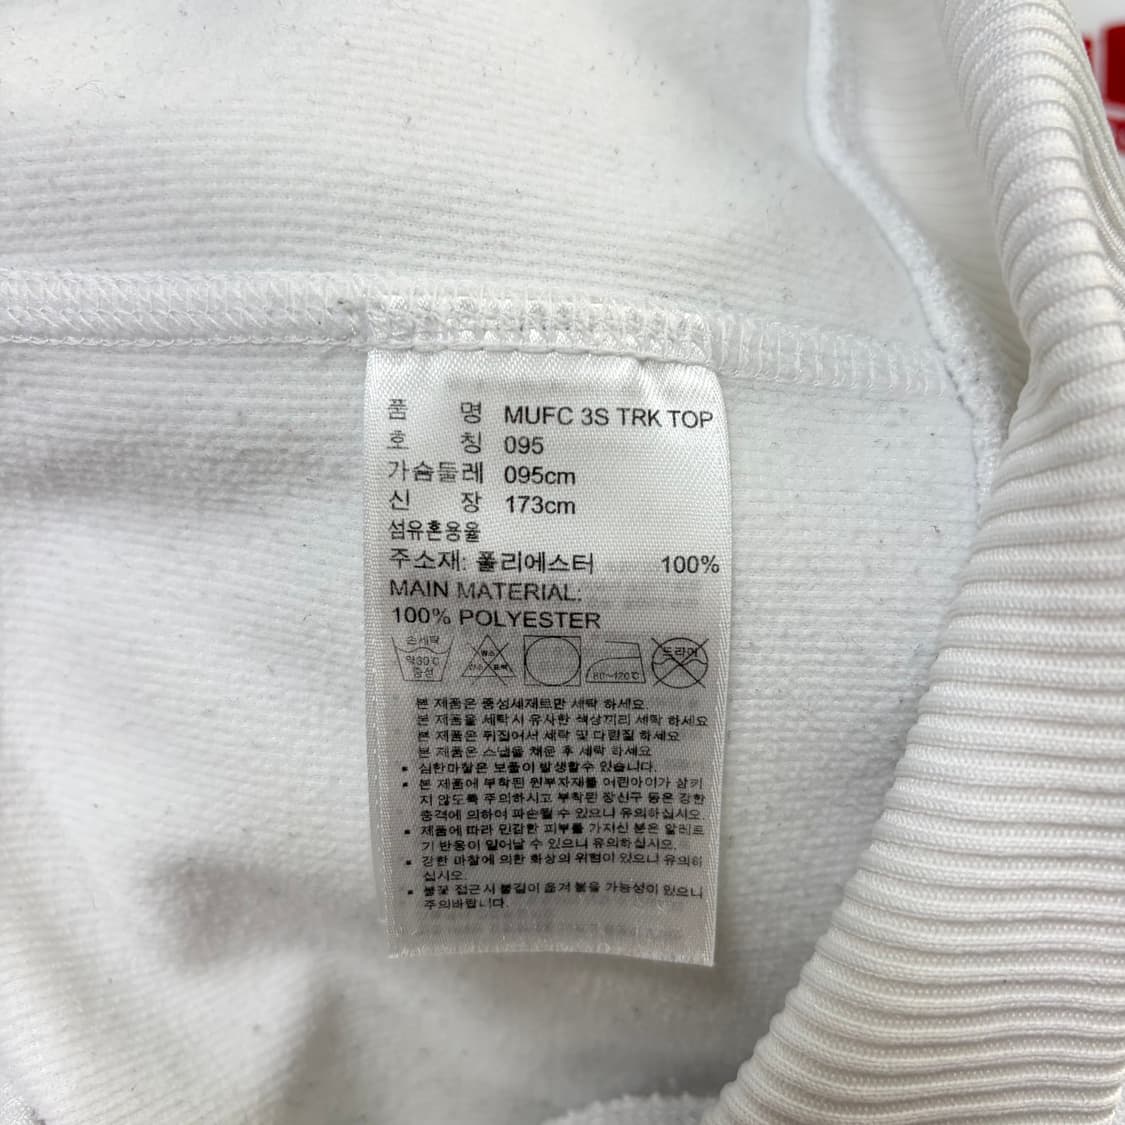 품 명 MUFC 3S TRK TOP
호 칭 095
가슴둘레 095cm
신 장 173cm
섬유혼용율
주소재: 폴리에스터 100%
MAIN MATERIAL:
100% POLYESTER
손세탁
약30℃
중성
염소
산소 표백
80~120℃
드라이
본 제품은 중성세재로만 세탁 하세요.
본 제품을 세탁시 유사한 색상끼리 세탁 하세요
본 제품은 뒤집어서 세탁 및 다림질 하세요
본 제품은 스냅을 채운 후 세탁 하세요
• 심한마찰은 보풀이 발생할수 있습니다.
• 본 제품에 부착된 원부자재를 어린아이가 삼키
지 않도록 주의하시고 부착된 장신구 등은 강한
충격에 의하여 파손될 수 있으니 유의하십시오.
• 제품에 따라 민감한 피부를 가지신 분은 알레르
기 반응이 일어날 수 있으니 유의하십시오.
• 강한 마찰에 의한 화상의 위험이 있으니 유의하
십시오.
• 불꽃 접근시 불길이 옮겨 붙을 가능성이 있으니
주의바랍니다.